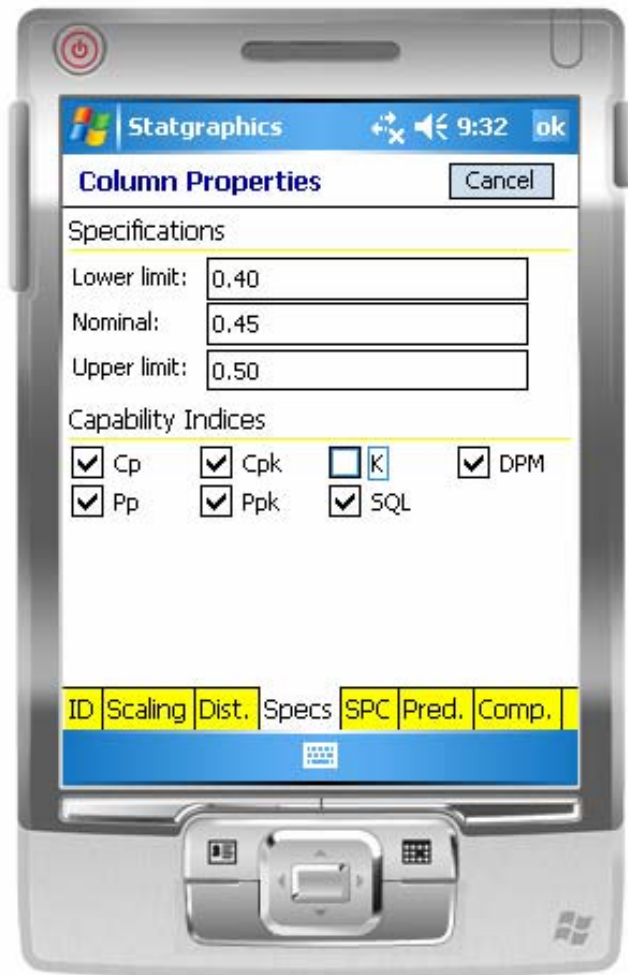 Statgraphics 9:32 ok
Column Properties Cancel
Specifications
Lower limit: 0.40
Nominal: 0.45
Upper limit: 0.50
Capability Indices
Cp Cpk K DPM
Pp Ppk SQL
ID Scaling Dist. Specs SPC Pred. Comp.